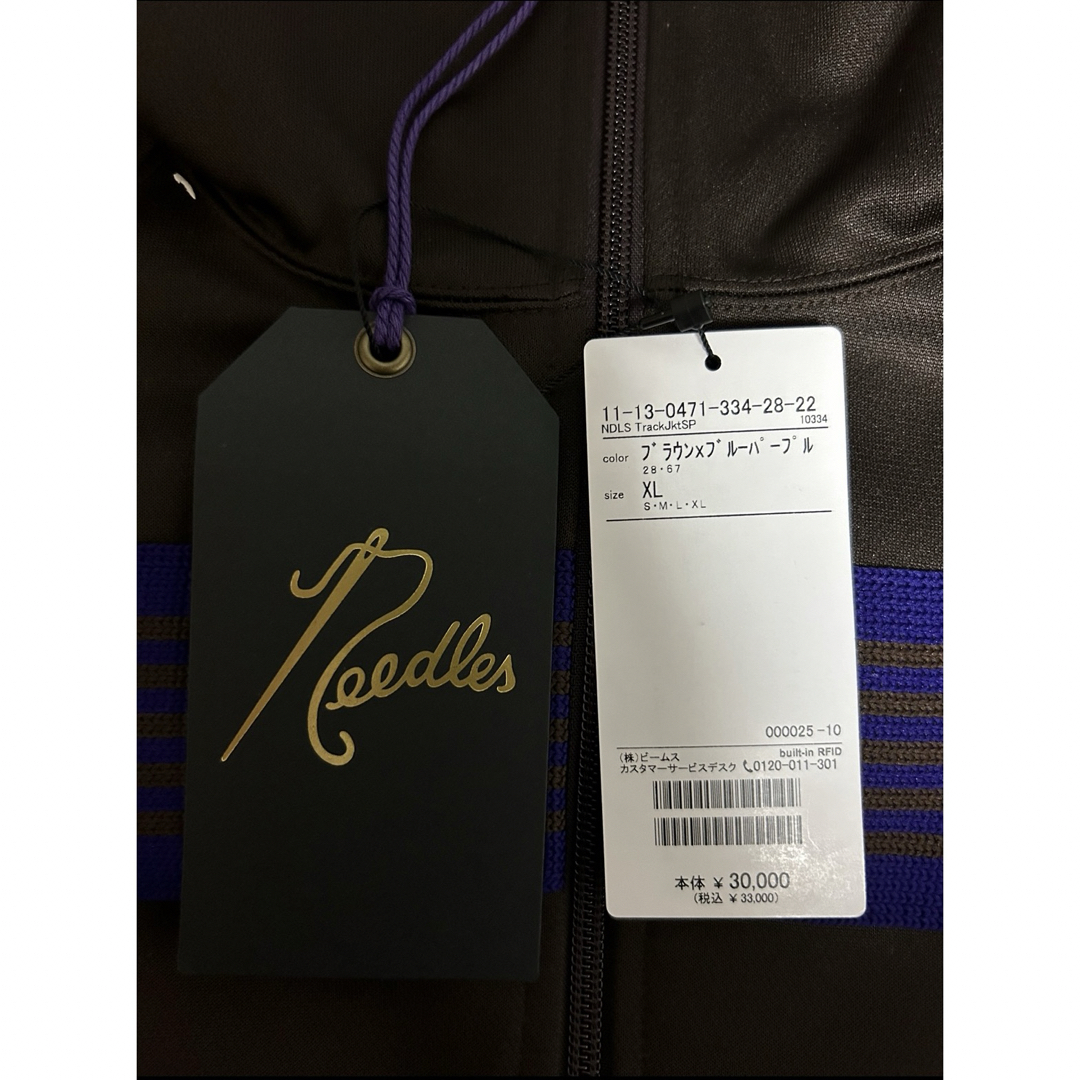 Needles
11-13-0471-334-28-22
NDLS TrackJktSP 10334
color ブラウンxブルーパープル
28・67
size XL
S・M・L・XL
000025-10
(株)ビームス built-in RFID
カスタマーサービスデスク 0120-011-301
本体 ¥ 30,000
(税込 ¥ 33,000)